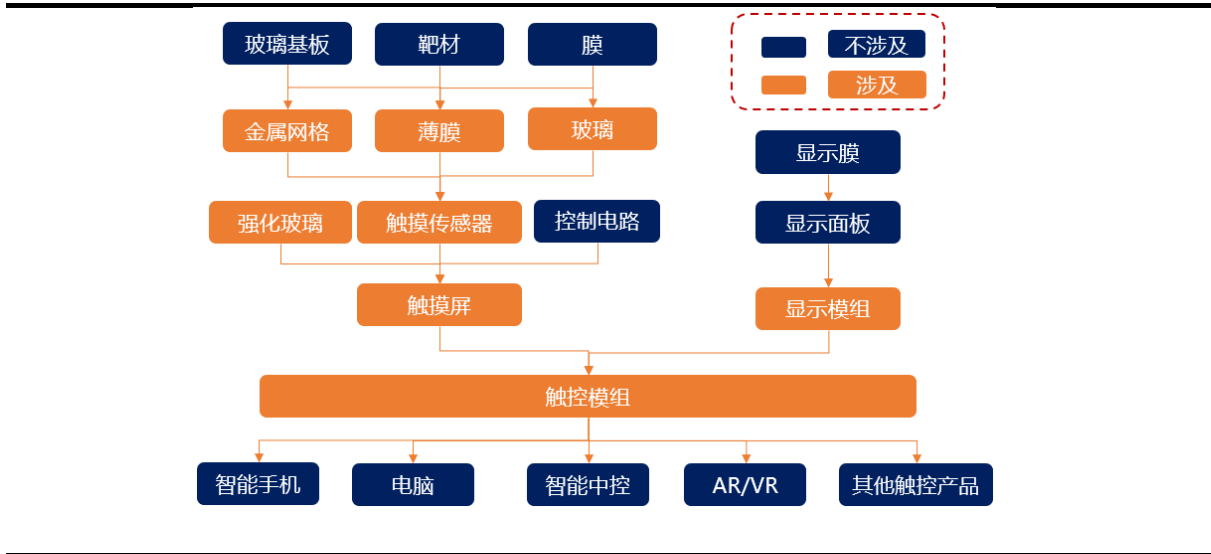 玻璃基板
靶材
膜
不涉及
涉及
金属网格
薄膜
玻璃
显示膜
强化玻璃
触摸传感器
控制电路
显示面板
触摸屏
显示模组
触控模组
智能手机
电脑
智能中控
AR/VR
其他触控产品